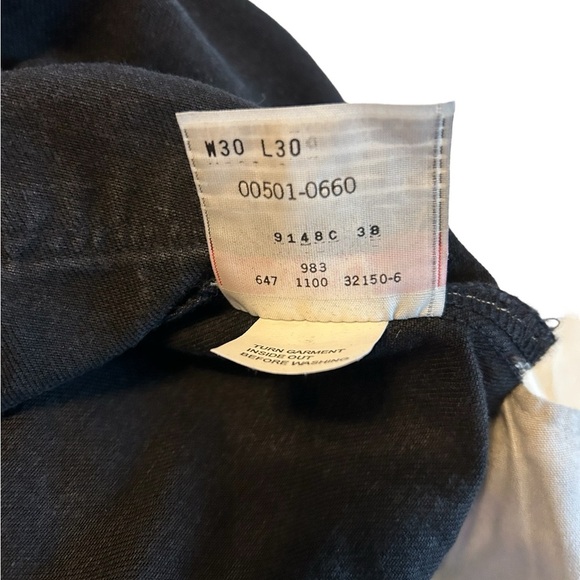 W30 L30
00501-0660
9148C 38
983
647 1100 32150-6
TURN GARMENT
INSIDE OUT
BEFORE WASHING